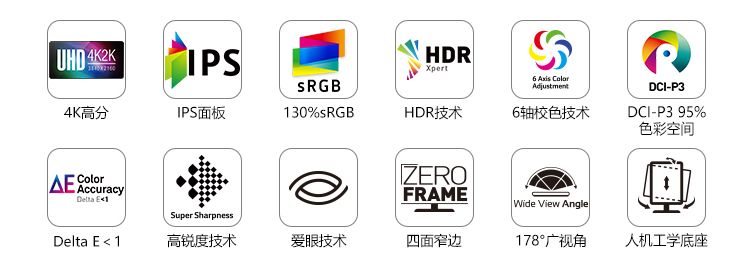 UHD 4K2K
3840X2160
IPS
sRGB
HDR
Xpert
6 Axis Color
Adjustment
DCI-P3
4K高分
IPS面板
130%sRGB
HDR技术
6轴校色技术
DCI-P3 95%
色彩空间
ΔE Color
Accuracy
Delta E<1
Super Sharpness
ZERO
FRAME
Wide View Angle
Delta E＜1
高锐度技术
爱眼技术
四面窄边
178°广视角
人机工学底座